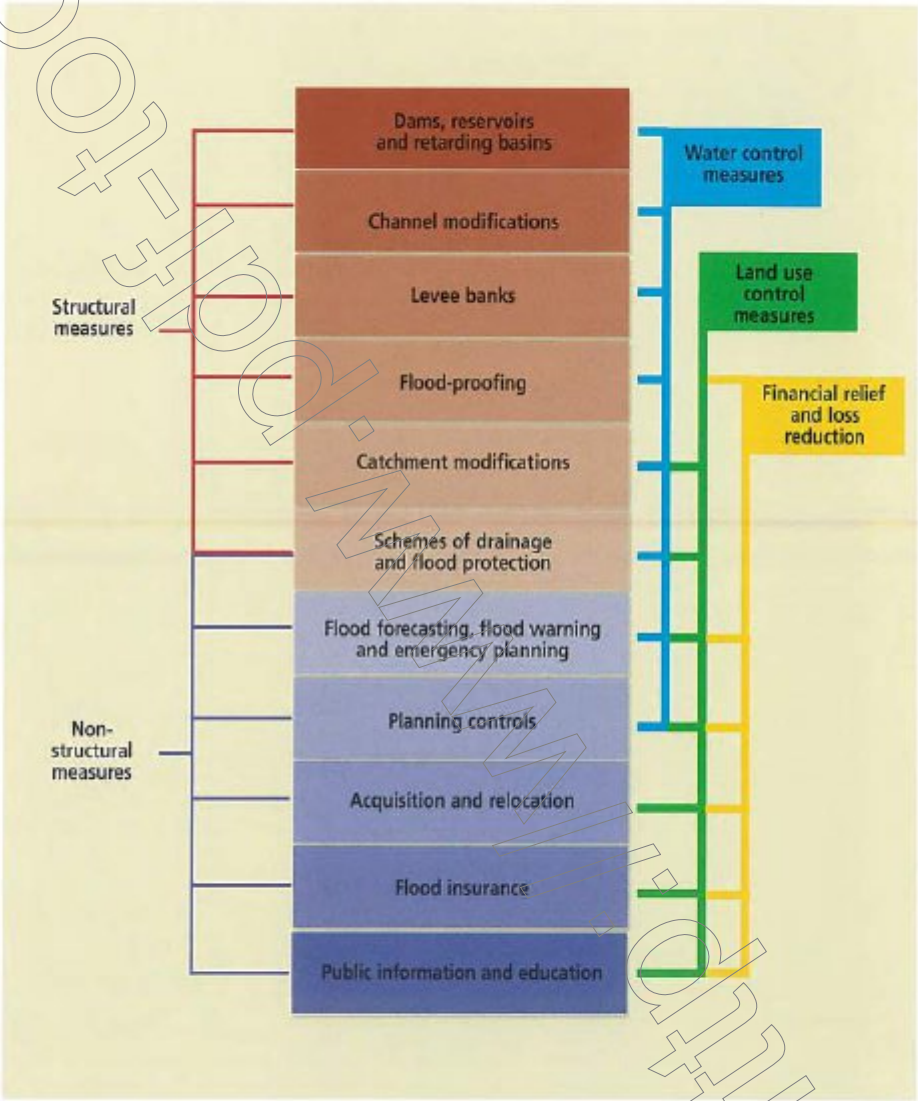 Dams, reservoirs
and retarding basins
Water control
measures
Channel modifications
Land use
control
measures
Structural
measures
Levee banks
Flood-proofing
Financial relief
and loss
reduction
Catchment modifications
Schemes of drainage
and flood protection
Flood forecasting, flood warning
and emergency planning
Non-
structural
measures
Planning controls
Acquisition and relocation
Flood insurance
Public information and education